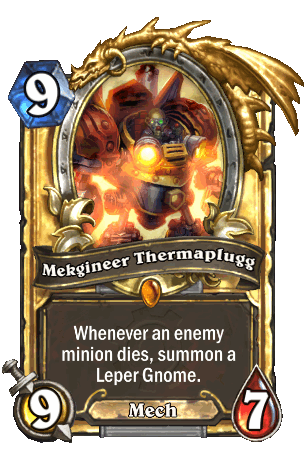 9
Mekgineer Thermaplugg
Whenever an enemy
minion dies, summon a
Leper Gnome.
9
Mech
7